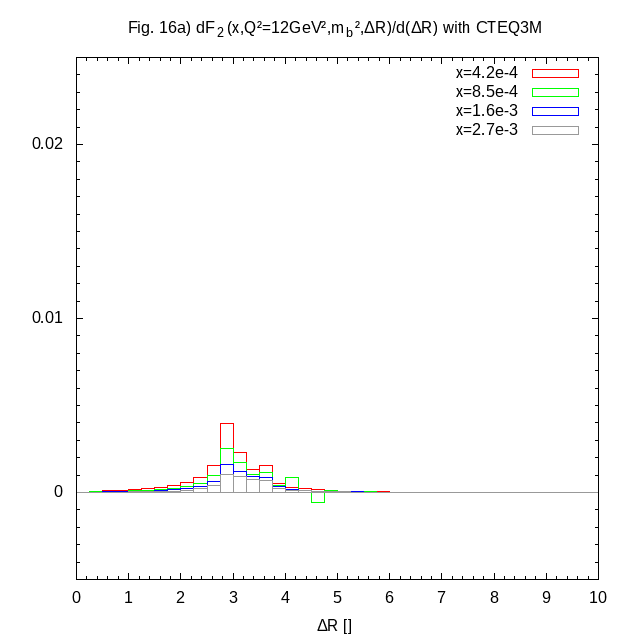 Fig. 16a) dF₂(x,Q²=12GeV²,m_b²,ΔR)/d(ΔR) with CTEQ3M
x=4.2e-4
x=8.5e-4
x=1.6e-3
x=2.7e-3
0.02
0.01
0
0 1 2 3 4 5 6 7 8 9 10
ΔR []